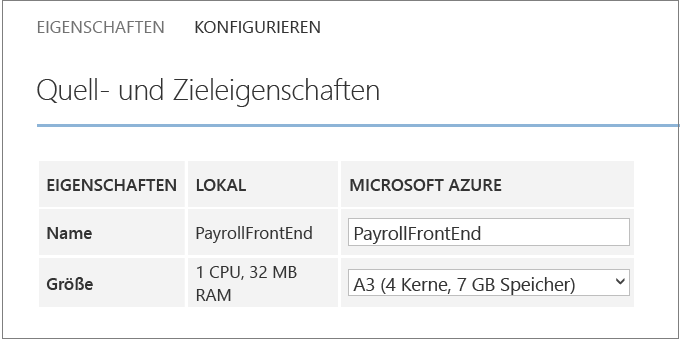 EIGENSCHAFTEN KONFIGURIEREN
Quell- und Zieleigenschaften
EIGENSCHAFTEN LOKAL MICROSOFT AZURE
Name PayrollFrontEnd PayrollFrontEnd
Größe 1 CPU, 32 MB RAM A3 (4 Kerne, 7 GB Speicher)